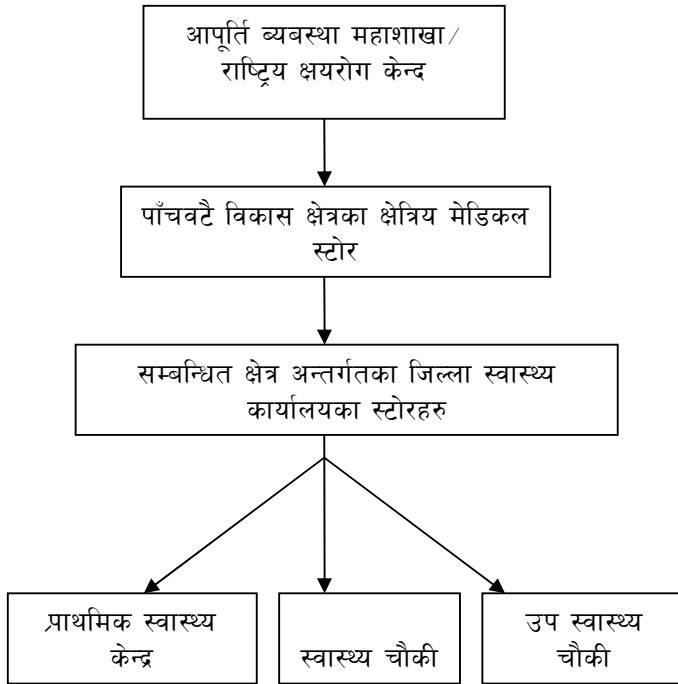 आपूर्ति ब्यबस्था महाशाखा/
राष्ट्रिय क्षयरोग केन्द
पाँचवटै विकास क्षेत्रका क्षेत्रिय मेडिकल
स्टोर
सम्बन्धित क्षेत्र अन्तर्गतका जिल्ला स्वास्थ्य
कार्यालयका स्टोरहरु
प्राथमिक स्वास्थ्य
केन्द्र
स्वास्थ्य चौकी
उप स्वास्थ्य
चौकी